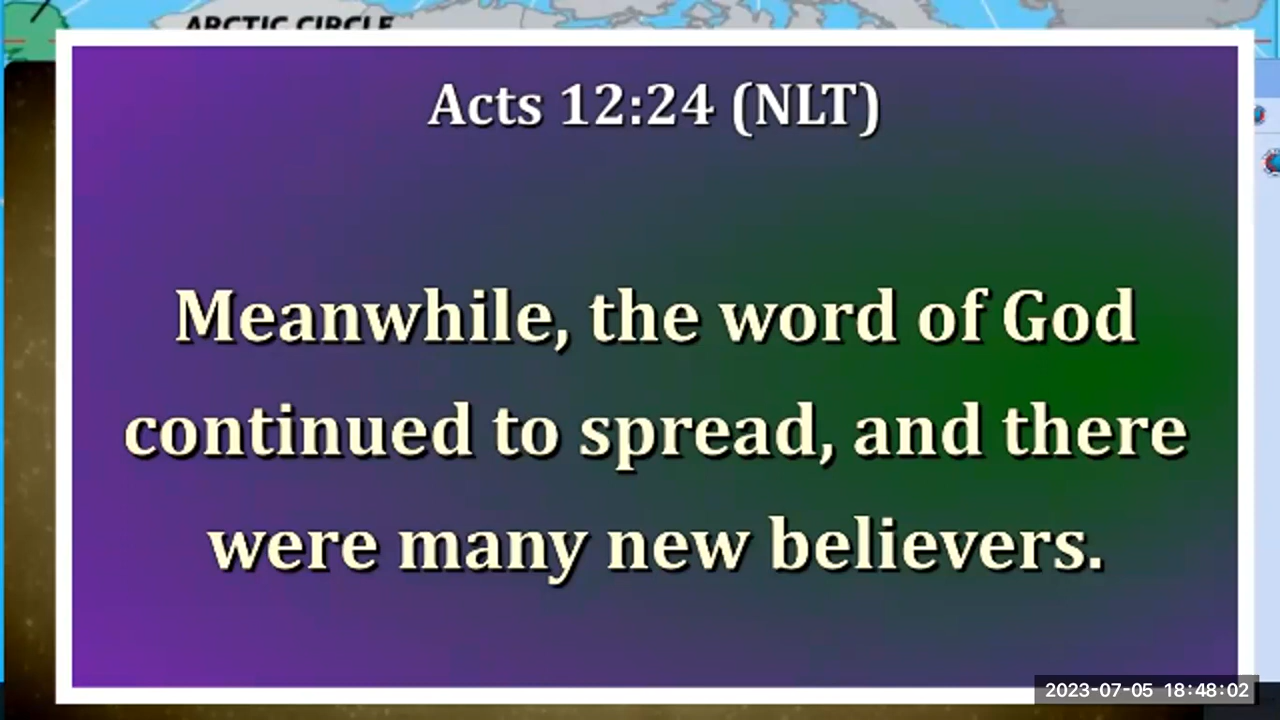 ARCTIC CIRCLE
Acts 12:24 (NLT)
Meanwhile, the word of God
continued to spread, and there
were many new believers.
2023-07-05 18:48:02